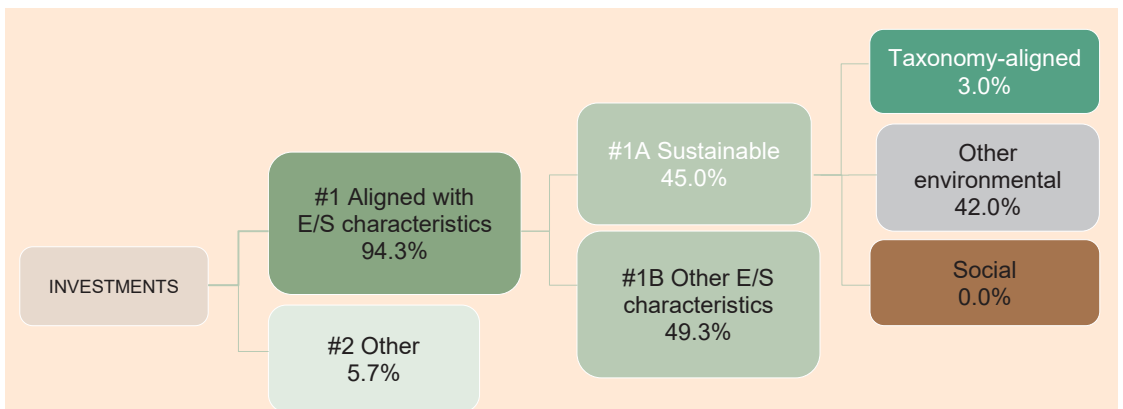 INVESTMENTS
#1 Aligned with
E/S characteristics
94.3%
#2 Other
5.7%
#1A Sustainable
45.0%
#1B Other E/S
characteristics
49.3%
Taxonomy-aligned
3.0%
Other
environmental
42.0%
Social
0.0%